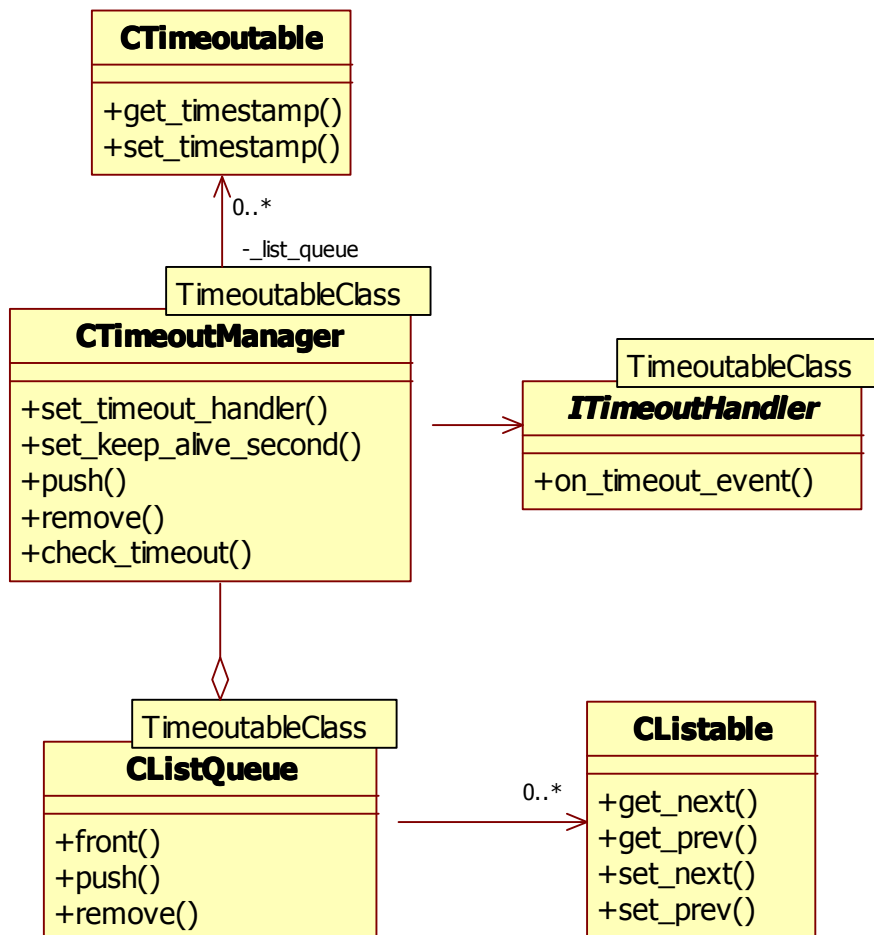 CTimeoutable
+get_timestamp()
+set_timestamp()
0..*
-_list_queue
TimeoutableClass
CTimeoutManager
+set_timeout_handler()
+set_keep_alive_second()
+push()
+remove()
+check_timeout()
TimeoutableClass
ITimeoutHandler
+on_timeout_event()
TimeoutableClass
CListQueue
+front()
+push()
+remove()
0..*
CListable
+get_next()
+get_prev()
+set_next()
+set_prev()